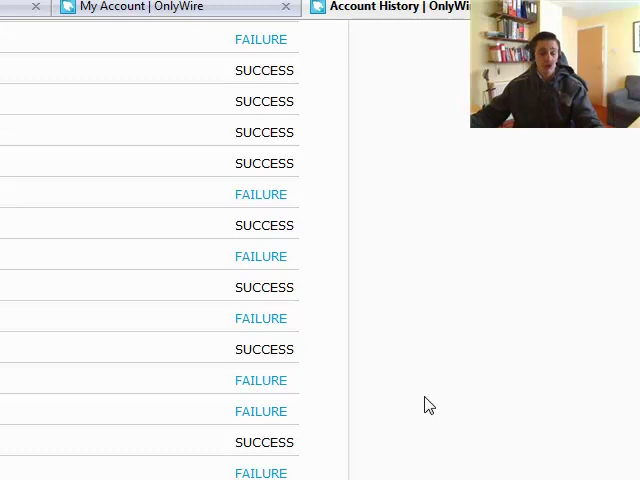 My Account | OnlyWire
Account History | OnlyWi
FAILURE
SUCCESS
SUCCESS
SUCCESS
SUCCESS
FAILURE
SUCCESS
FAILURE
SUCCESS
FAILURE
SUCCESS
FAILURE
FAILURE
SUCCESS
FAILURE